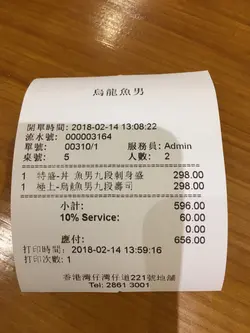 烏龍魚男
開單時間: 2018-02-14 13:08:22
流水號: 000003164
單號: 00310/1 服務員: Admin
桌號: 5 人數: 2
1 特盛-丼 魚男九段刺身盛 298.00
1 極上-烏魚男九段壽司 298.00
小計: 596.00
10% Service: 60.00
0.00
應付: 656.00
打印時間: 2018-02-14 13:59:16
打印次數: 1
香港灣仔灣仔道221號地舖
Tel: 2861 3001